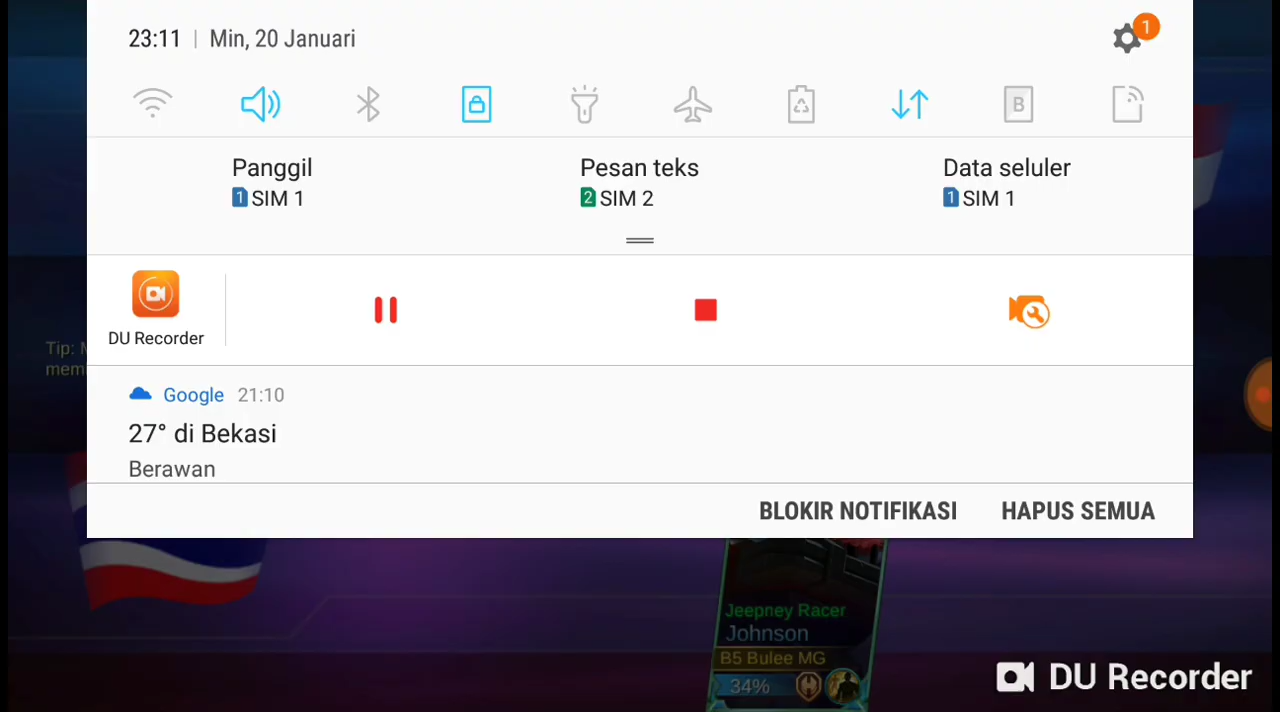 23:11 | Min, 20 Januari
1
B
Panggil
1 SIM 1
Pesan teks
2 SIM 2
Data seluler
1 SIM 1
DU Recorder
Google 21:10
27° di Bekasi
Berawan
BLOKIR NOTIFIKASI
HAPUS SEMUA
Tip:
Jeepney Racer
Johnson
B5 Bulee MG
34%
DU Recorder